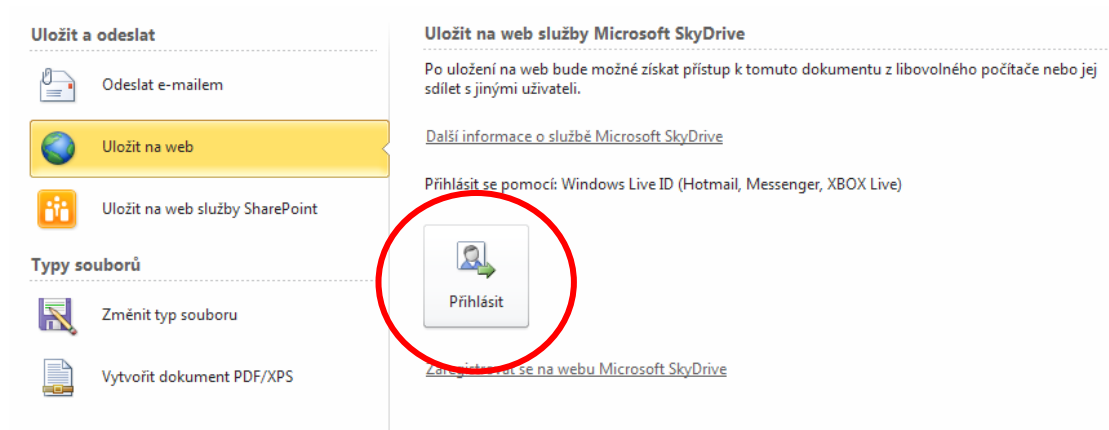 Uložit a odeslat
Odeslat e-mailem
Uložit na web
Uložit na web služby SharePoint
Typy souborů
Změnit typ souboru
Vytvořit dokument PDF/XPS
Uložit na web služby Microsoft SkyDrive
Po uložení na web bude možné získat přístup k tomuto dokumentu z libovolného počítače nebo jej
sdílet s jinými uživateli.
Další informace o službě Microsoft SkyDrive
Přihlásit se pomocí: Windows Live ID (Hotmail, Messenger, XBOX Live)
Přihlásit
Zaregistrovat se na webu Microsoft SkyDrive